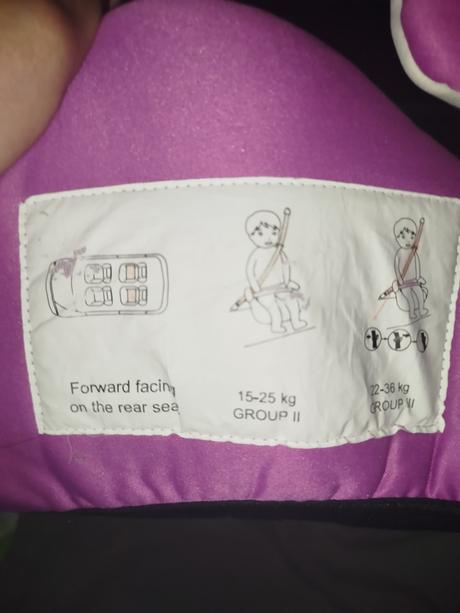 Forward facin
on the rear sea
15-25 kg
GROUP II
22-36 kg
GROUP